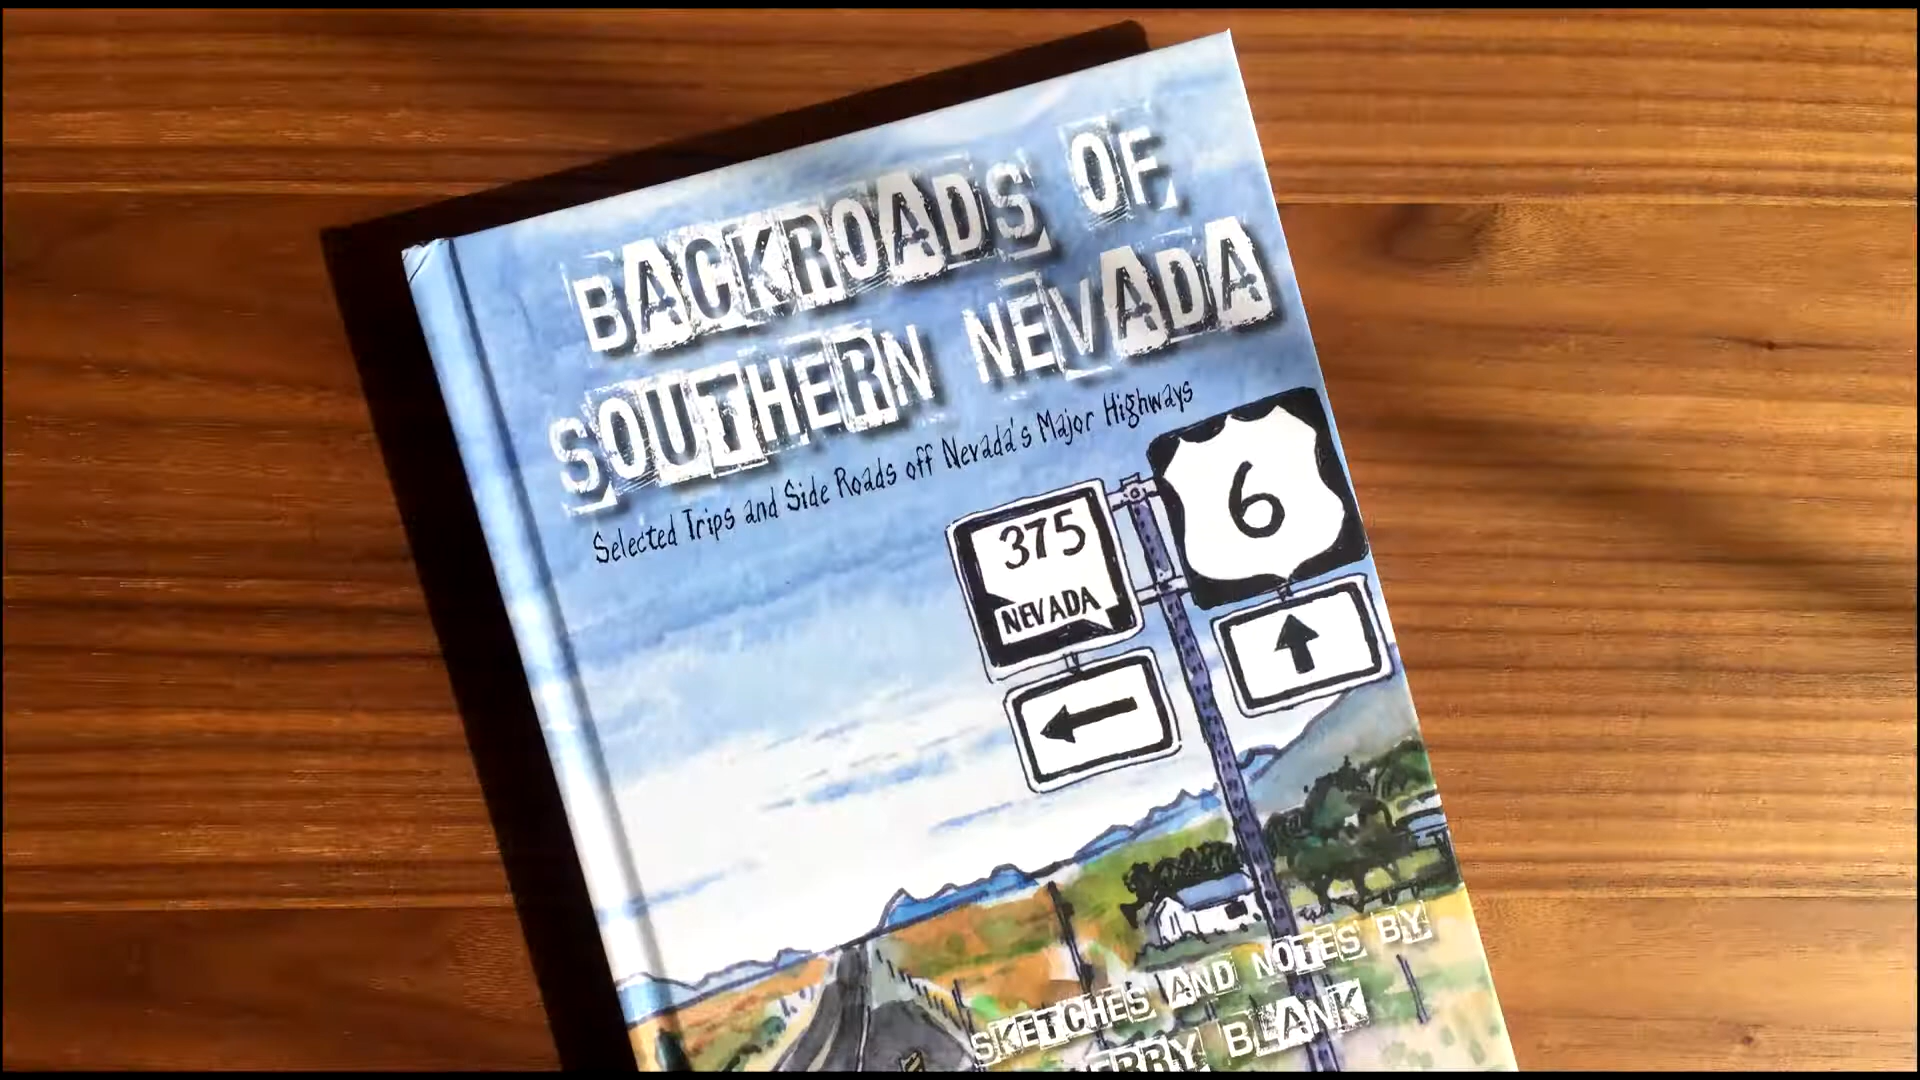 BACKROADS OF
SOUTHERN NEVADA
Selected Trips and Side Roads off Nevada's Major Highways
6
375
NEVADA
SKETCHES AND NOTES BY
BLANK